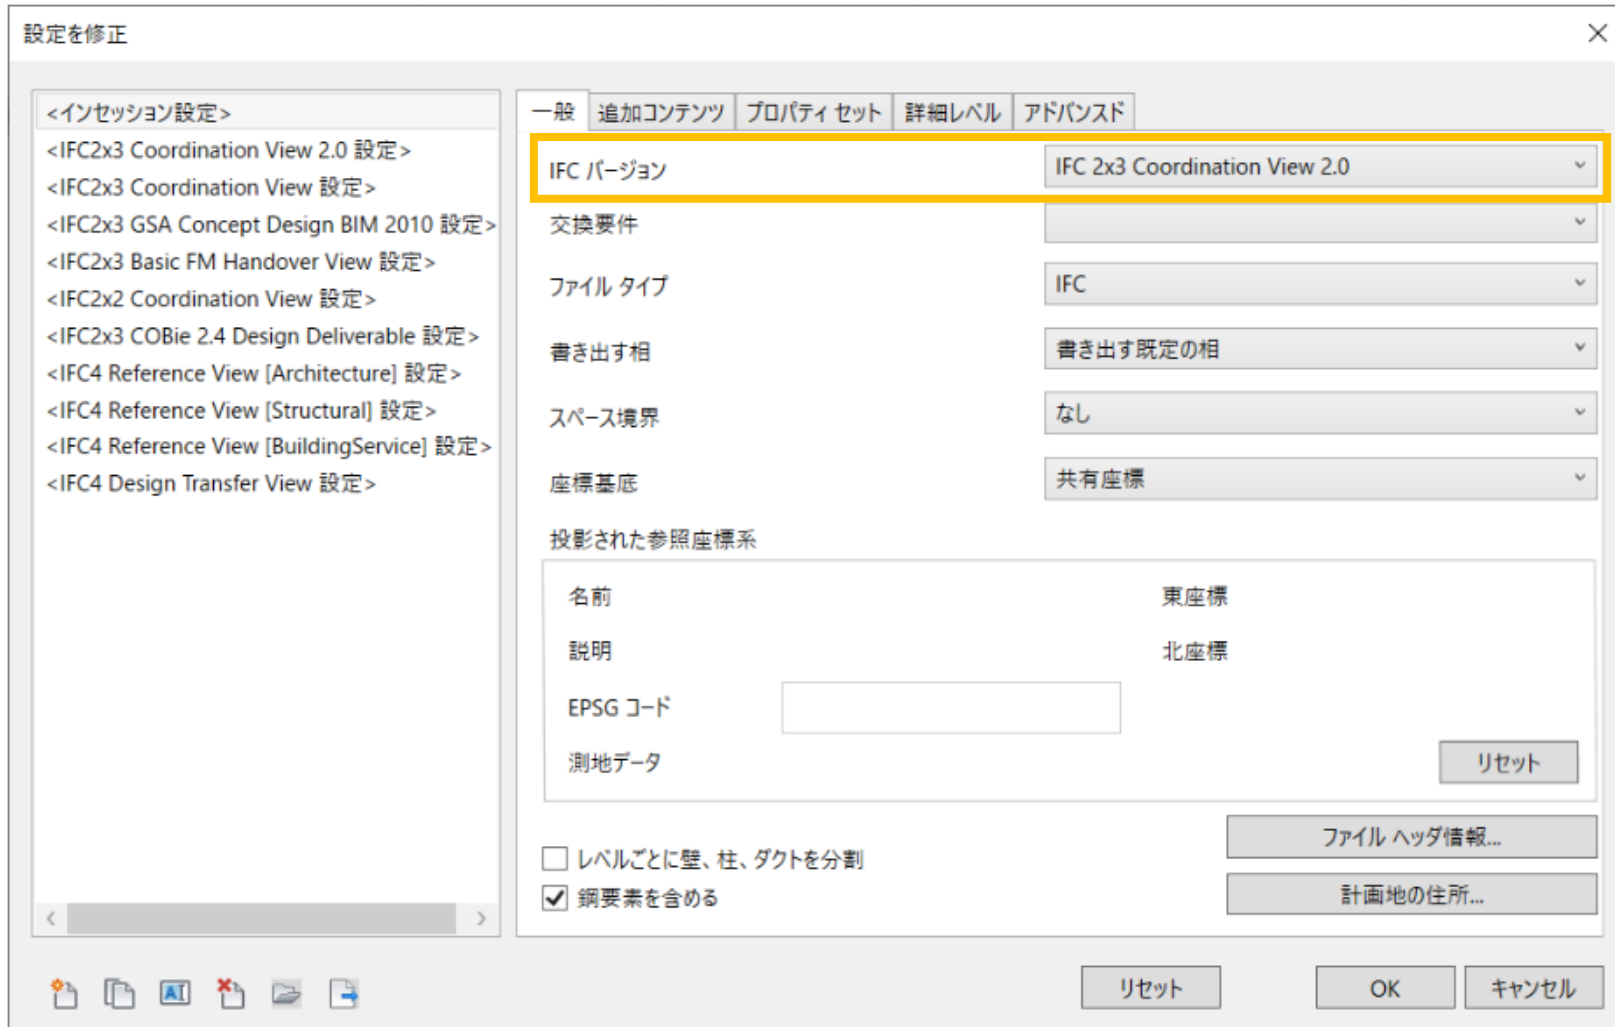 設定を修正
<インセッション設定>
<IFC2x3 Coordination View 2.0 設定>
<IFC2x3 Coordination View 設定>
<IFC2x3 GSA Concept Design BIM 2010 設定>
<IFC2x3 Basic FM Handover View 設定>
<IFC2x2 Coordination View 設定>
<IFC2x3 COBie 2.4 Design Deliverable 設定>
<IFC4 Reference View [Architecture] 設定>
<IFC4 Reference View [Structural] 設定>
<IFC4 Reference View [BuildingService] 設定>
<IFC4 Design Transfer View 設定>
一般 追加コンテンツ プロパティ セット 詳細レベル アドバンスド
IFC バージョン IFC 2x3 Coordination View 2.0
交換要件
ファイル タイプ IFC
書き出す相 書き出す既定の相
スペース境界 なし
座標基底 共有座標
投影された参照座標系
名前 東座標
説明 北座標
EPSG コード
測地データ リセット
ファイル ヘッダ情報...
レベルごとに壁、柱、ダクトを分割
計画地の住所...
鋼要素を含める
AI
リセット OK キャンセル